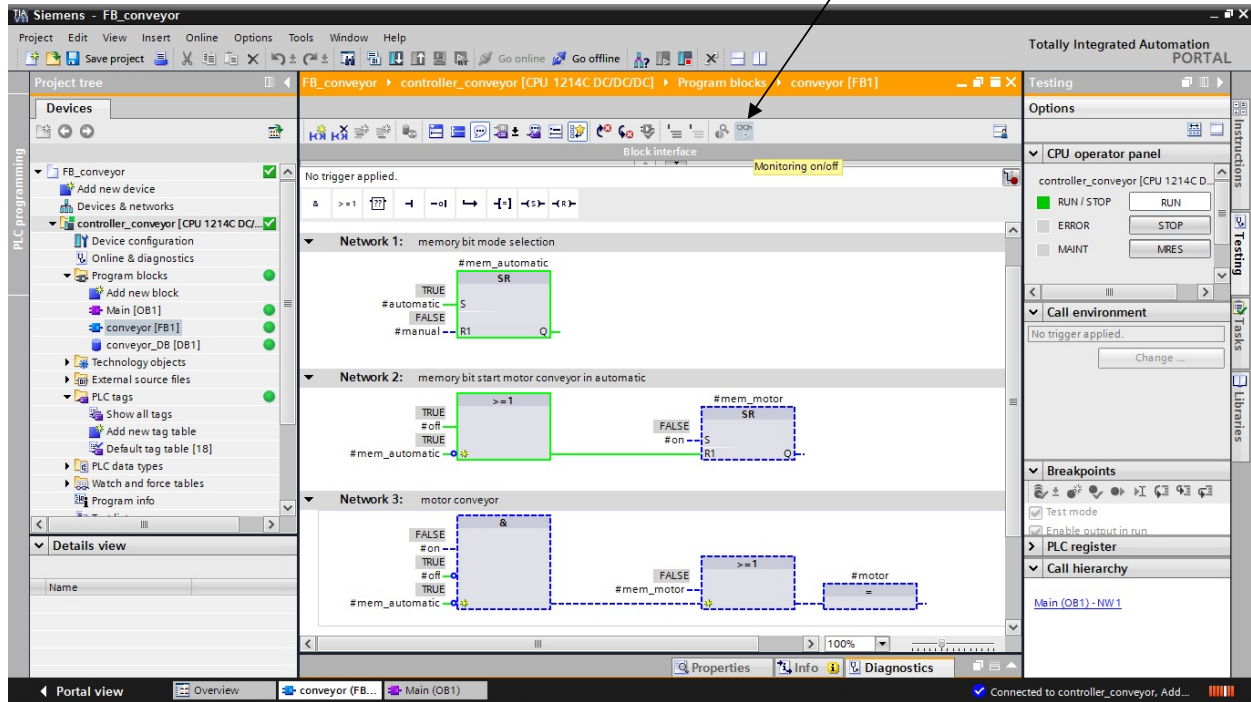 Siemens - FB_conveyor
Project Edit View Insert Online Options Tools Window Help
Save project Go online Go offline
Totally Integrated Automation
PORTAL
Project tree
Devices
PLC programming
FB_conveyor
Add new device
Devices & networks
controller_conveyor [CPU 1214C DC/...
Device configuration
Online & diagnostics
Program blocks
Add new block
Main [OB1]
conveyor [FB1]
conveyor_DB [DB1]
Technology objects
External source files
PLC tags
Show all tags
Add new tag table
Default tag table [18]
PLC data types
Watch and force tables
Program info
Details view
Name
FB_conveyor controller_conveyor [CPU 1214C DC/DC/DC] Program blocks conveyor [FB1]
Block interface
Monitoring on/off
No trigger applied.
& >=1 ?? -| -o| -[=] -(S)- -(R)-
Network 1: memory bit mode selection
#mem_automatic
SR
TRUE
#automatic S
FALSE
#manual R1 Q
Network 2: memory bit start motor conveyor in automatic
>=1
TRUE
#off
TRUE
#mem_automatic
#mem_motor
SR
FALSE
#on S
R1 Q
Network 3: motor conveyor
&
FALSE
#on
TRUE
#off
TRUE
#mem_automatic
>=1
FALSE
#mem_motor
#motor
=
100%
Properties Info Diagnostics
Testing
Options
CPU operator panel
controller_conveyor [CPU 1214C D...
RUN / STOP RUN
ERROR STOP
MAINT MRES
Call environment
No trigger applied.
Change ...
Breakpoints
Test mode
Enable output in run
PLC register
Call hierarchy
Main (OB1) - NW1
Instructions
Testing
Tasks
Libraries
Portal view Overview conveyor (FB... Main (OB1)
Connected to controller_conveyor, Add...